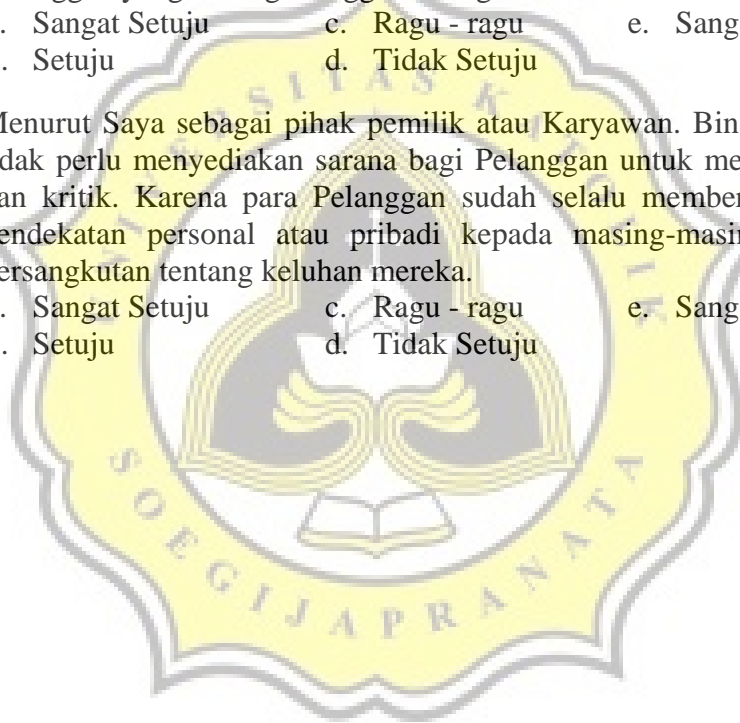 . Sangat Setuju c. Ragu - ragu e. Sang
. Setuju d. Tidak Setuju
Menurut Saya sebagai pihak pemilik atau Karyawan. Bin
dak perlu menyediakan sarana bagi Pelanggan untuk me
an kritik. Karena para Pelanggan sudah selalu member
endekatan personal atau pribadi kepada masing-masin
ersangkutan tentang keluhan mereka.
. Sangat Setuju c. Ragu - ragu e. Sang
. Setuju d. Tidak Setuju
UNIVERSITAS KATOLIK
SOEGIJAPRANATA